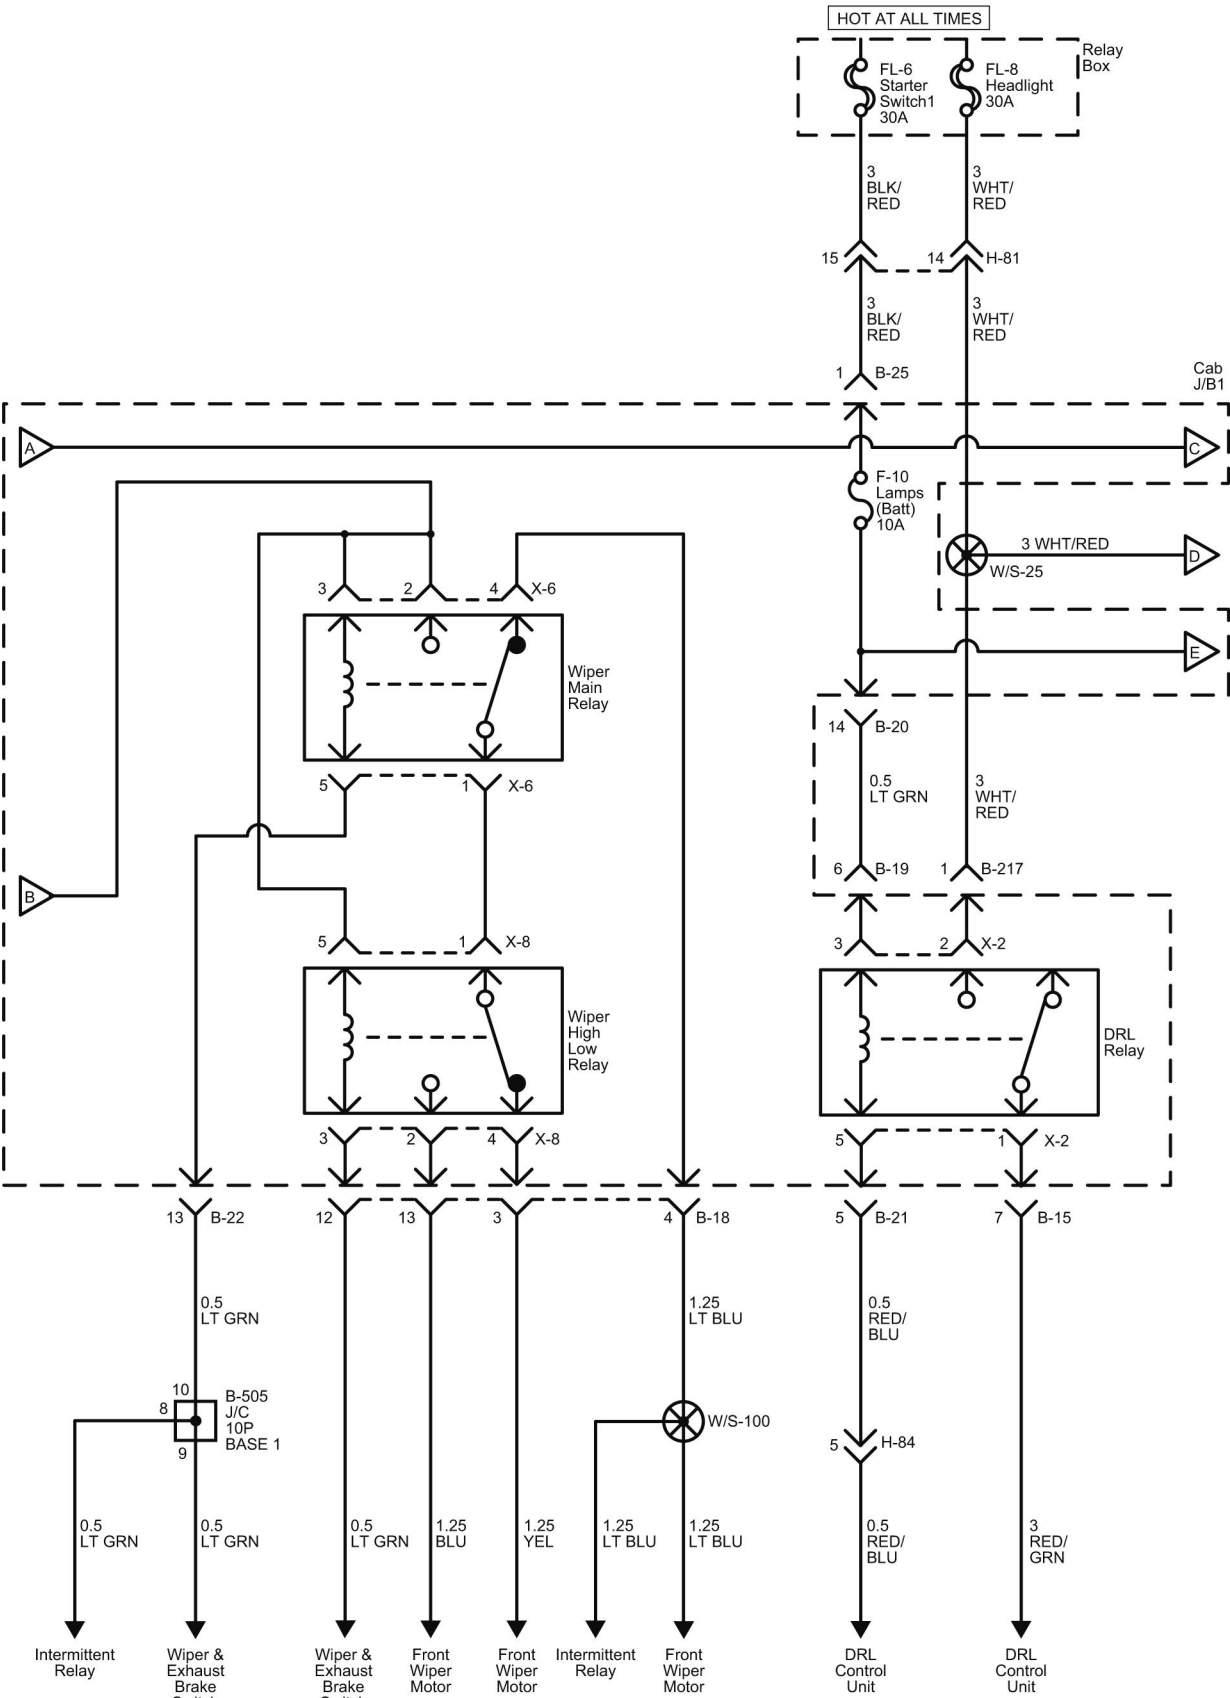 HOT AT ALL TIMES
Relay
Box
FL-6
Starter
Switch1
30A
FL-8
Headlight
30A
3
BLK/
RED
3
WHT/
RED
15
14
H-81
3
BLK/
RED
3
WHT/
RED
1
B-25
Cab
J/B1
A
C
F-10
Lamps
(Batt)
10A
3 WHT/RED
D
W/S-25
3
2
4
X-6
E
Wiper
Main
Relay
14
B-20
5
1
X-6
0.5
LT GRN
3
WHT/
RED
B
6
B-19
1
B-217
5
1
X-8
3
2
X-2
Wiper
High
Low
Relay
DRL
Relay
3
2
4
X-8
5
1
X-2
13
B-22
12
13
3
4
B-18
5
B-21
7
B-15
0.5
LT GRN
1.25
LT BLU
0.5
RED/
BLU
10
8
9
B-505
J/C
10P
BASE 1
W/S-100
5
H-84
0.5
LT GRN
0.5
LT GRN
0.5
LT GRN
1.25
BLU
1.25
YEL
1.25
LT BLU
1.25
LT BLU
0.5
RED/
BLU
3
RED/
GRN
Intermittent
Relay
Wiper &
Exhaust
Brake
Wiper &
Exhaust
Brake
Front
Wiper
Motor
Front
Wiper
Motor
Intermittent
Relay
Front
Wiper
Motor
DRL
Control
Unit
DRL
Control
Unit